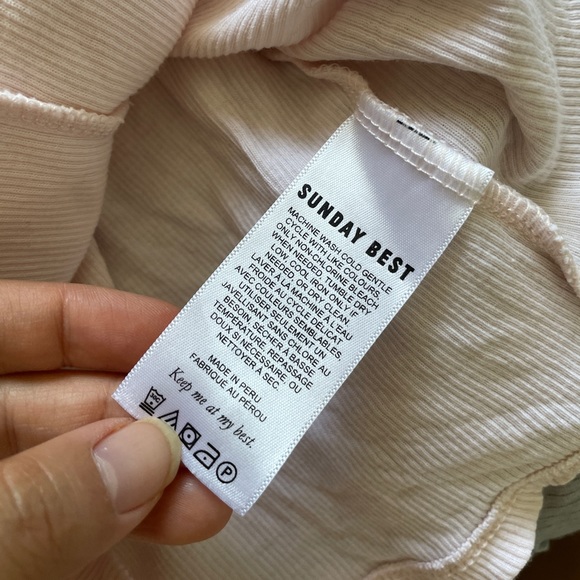 SUNDAY BEST
MACHINE WASH COLD GENTLE
CYCLE WITH LIKE COLOURS.
ONLY NON-CHLORINE BLEACH
WHEN NEEDED. TUMBLE DRY
LOW, COOL IRON ONLY IF
NEEDED OR DRY CLEAN.
LAVER À LA MACHINE À L'EAU
FROIDE AU CYCLE DÉLICAT
AVEC COULEURS SEMBLABLES.
UTILISER SEULEMENT UN
JAVELLISANT SANS CHLORE AU
BESOIN, SÉCHER À BASSE
TEMPÉRATURE. REPASSAGE
DOUX SI NÉCESSAIRE, OU
NETTOYER À SEC.
MADE IN PERU
FABRIQUÉ AU PÉROU
Keep me at my best.
P